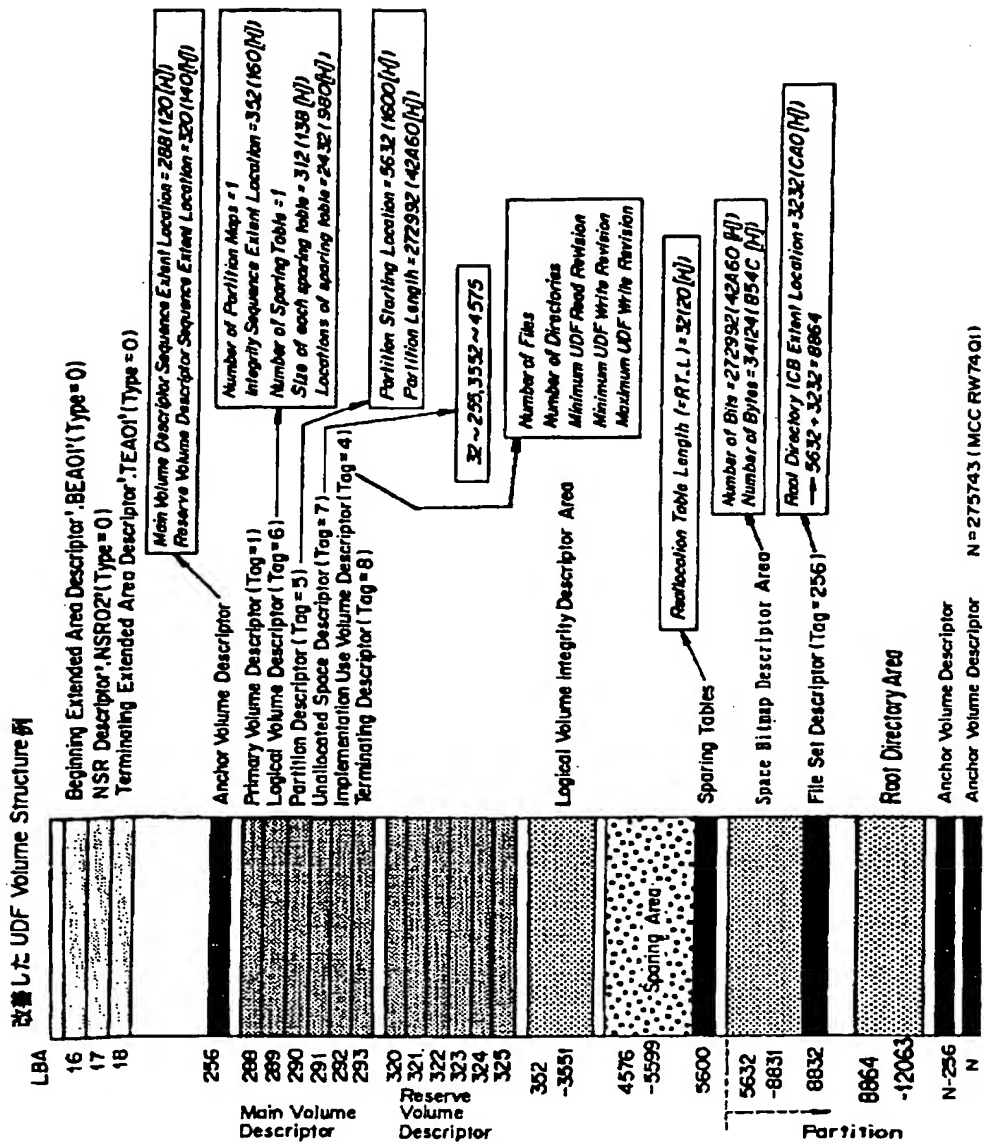 改善した UDF Volume Structure例
LBA
16
17
18
256
288
289
290
291
292
293
320
321.
322
323
324
325
352
-3551
4576
-5599
5600
5632
-8831
8832
8864
-12063
N-256
N
Main Volume
Descriptor
Reserve
Volume
Descriptor
Partition
Sparing Area
Beginning Extended Area Descriptor'.BEA01'(Type=0)
NSR Descriptor'.NSR02'(Type=0)
Terminating Extended Area Descriptor'.TEA01'(Type=0)
Anchor Volume Descriptor
Primary Volume Descriptor(Tag=1)
Logical Volume Descriptor(Tag=6)
Partition Descriptor(Tag=5)
Unallocated Space Descriptor(Tag=7)
Implementation Use Volume Descriptor(Tag=4)
Terminating Descriptor(Tag=8)
Logical Volume Integrity Descriptor Area
Sparing Tables
Space Bitmap Descriptor Area
File Set Descriptor(Tag=256)
Root Directory Area
Anchor Volume Descriptor
Anchor Volume Descriptor
N=275743(MCC RW74Q1)
Main Volume Descriptor Sequence Extent Location=288(120[H])
Reserve Volume Descriptor Sequence Extent Location=320(140[H])
Number of Partition Maps=1
Integrity Sequence Extent Location=352(160[H])
Number of Sparing Table=1
Size of each sparing table=312(138[H])
Locations of sparing table=2432(980[H])
Partition Starting Location=5632(1600[H])
Partition Length=272992(42A60[H])
32~255,3552~4575
Number of Files
Number of Directories
Minimum UDF Read Revision
Minimum UDF Write Revision
Maximum UDF Write Revision
Reallocation Table Length(=RT_L)=32(20[H])
Number of Bits=272992(42A60[H])
Number of Bytes=34124(854C[H])
Root Directory ICB Extent Location=3232(CA0[H])
→5632+3232=8864